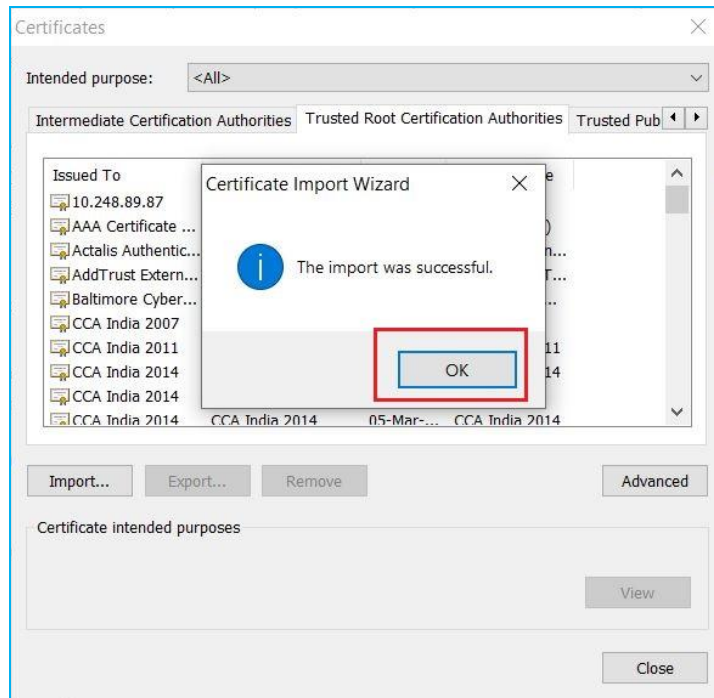 Certificates
Intended purpose: <All>
Intermediate Certification Authorities Trusted Root Certification Authorities Trusted Pub
Issued To
10.248.89.87
AAA Certificate ...
Actalis Authentic...
AddTrust Extern...
Baltimore Cyber...
CCA India 2007
CCA India 2011
CCA India 2014
CCA India 2014
CCA India 2014 CCA India 2014 05-Mar-... CCA India 2014
Certificate Import Wizard
The import was successful.
OK
e
)
n...
T...
...
11
14
Import... Export... Remove Advanced
Certificate intended purposes
View
Close